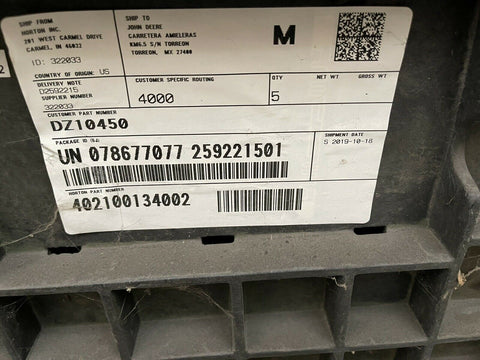 SHIP FROM
HORTON INC.
201 WEST CARMEL DRIVE
CARMEL, IN 46032
ID: 322033
COUNTRY OF ORIGIN: US
SHIP TO
JOHN DEERE
CARRETERA AMIELERAS
KM6.5 S/N TORREON
TORREON, MX 27400
M
DELIVERY NOTE
D2592215
SUPPLIER NUMBER
322033
CUSTOMER SPECIFIC ROUTING
4000
QTY
5
NET WT
GROSS WT
CUSTOMER PART NUMBER
DZ10450
PACKAGE ID
UN 078677077 259221501
SHIPMENT DATE
S 2019-10-16
HORTON PART NUMBER
402100134002
2